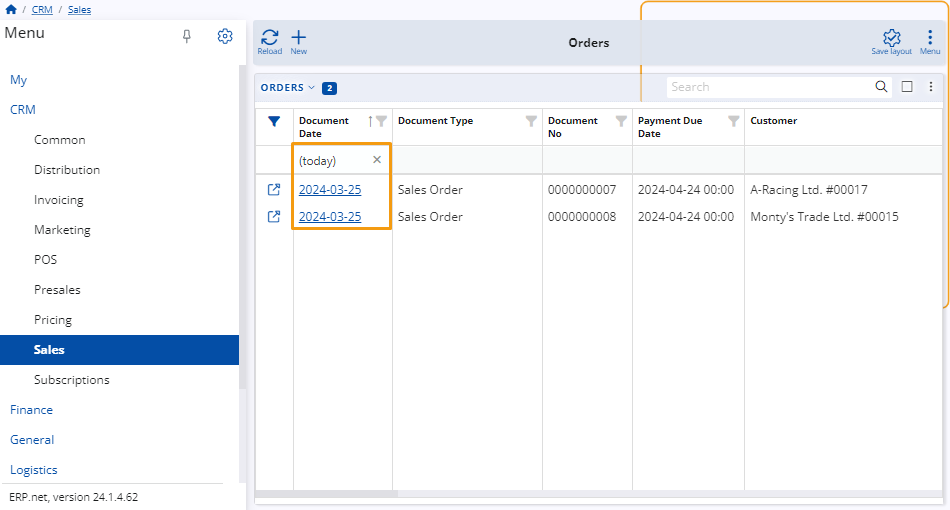 / CRM / Sales
Menu
My
CRM
Common
Distribution
Invoicing
Marketing
POS
Presales
Pricing
Sales
Subscriptions
Finance
General
Logistics
ERP.net, version 24.1.4.62
Reload New Orders Save layout Menu
ORDERS 2 Search
Document Date Document Type Document No Payment Due Date Customer
(today)
2024-03-25 Sales Order 0000000007 2024-04-24 00:00 A-Racing Ltd. #00017
2024-03-25 Sales Order 0000000008 2024-04-24 00:00 Monty's Trade Ltd. #00015